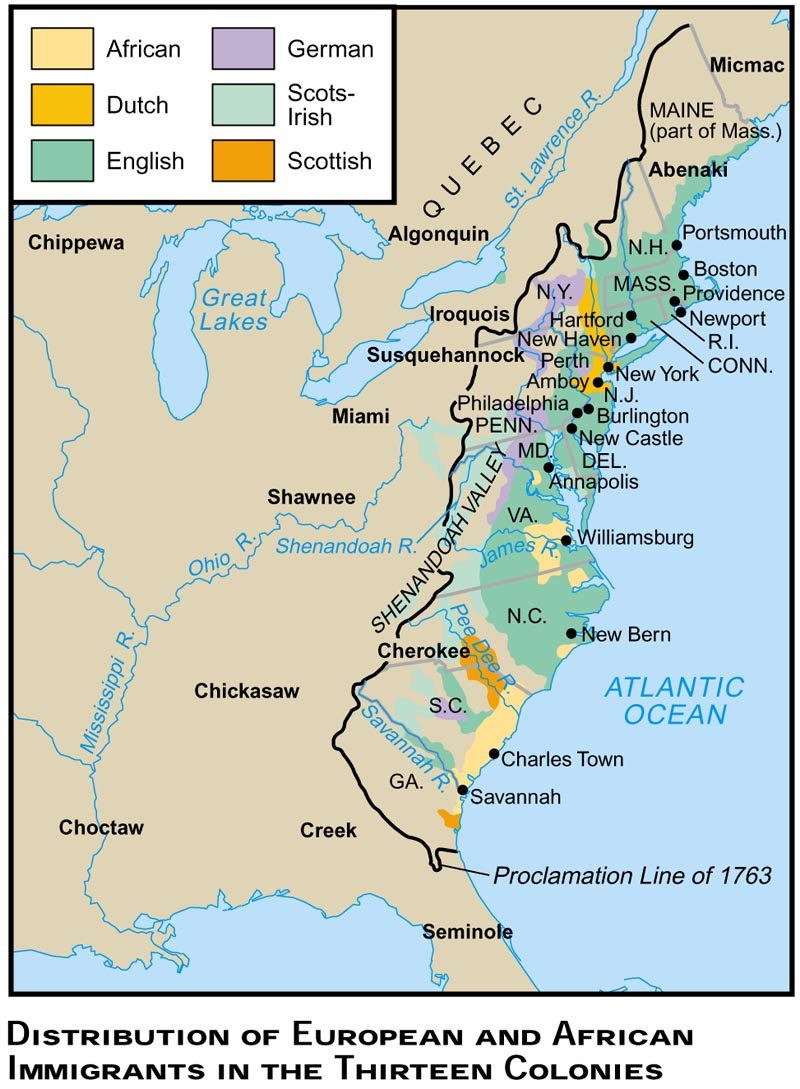 African
German
Dutch
Scots-
Irish
English
Scottish
QUEBEC
St. Lawrence R.
Micmac
MAINE
(part of Mass.)
Abenaki
Chippewa
Algonquin
Portsmouth
N.H.
Boston
MASS.
Providence
Great
Lakes
N.Y.
Iroquois
Hartford
Newport
New Haven
R.I.
Susquehannock
Perth
Amboy
CONN.
New York
N.J.
Miami
Philadelphia
Burlington
PENN.
New Castle
MD.
DEL.
Annapolis
Shawnee
VA.
Ohio R.
Shenandoah R.
SHENANDOAH VALLEY
James R.
Williamsburg
N.C.
Pee Dee R.
New Bern
Cherokee
Mississippi R.
Chickasaw
ATLANTIC
OCEAN
S.C.
Savannah R.
Charles Town
GA.
Savannah
Choctaw
Creek
Proclamation Line of 1763
Seminole
DISTRIBUTION OF EUROPEAN AND AFRICAN
IMMIGRANTS IN THE THIRTEEN COLONIES